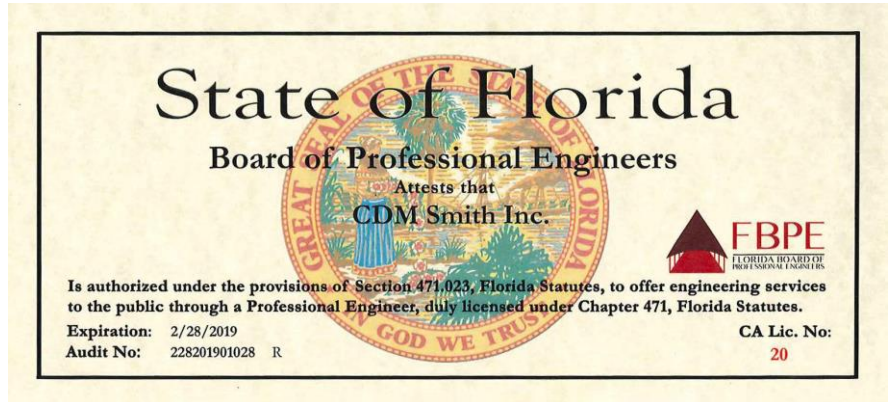 State of Florida
Board of Professional Engineers
Attests that
CDM Smith Inc.
FBPE
FLORIDA BOARD OF
PROFESSIONAL ENGINEERS
Is authorized under the provisions of Section 471.023, Florida Statutes, to offer engineering services
to the public through a Professional Engineer, duly licensed under Chapter 471, Florida Statutes.
Expiration: 2/28/2019
Audit No: 228201901028 R
CA Lic. No:
20
GREAT SEAL OF THE STATE OF FLORIDA
IN GOD WE TRUST